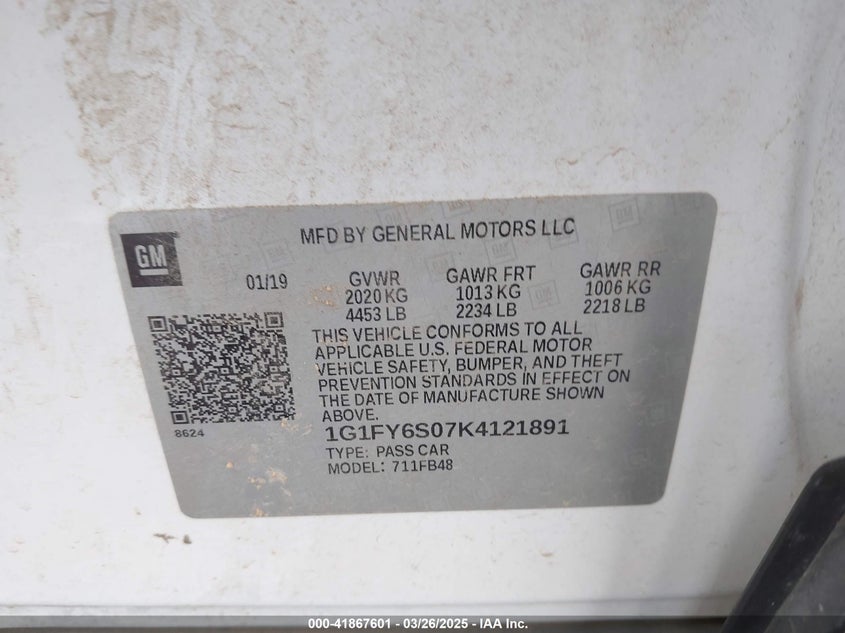 GM
MFD BY GENERAL MOTORS LLC
01/19
GVWR
2020 KG
4453 LB
GAWR FRT
1013 KG
2234 LB
GAWR RR
1006 KG
2218 LB
THIS VEHICLE CONFORMS TO ALL
APPLICABLE U.S. FEDERAL MOTOR
VEHICLE SAFETY, BUMPER, AND THEFT
PREVENTION STANDARDS IN EFFECT ON
THE DATE OF MANUFACTURE SHOWN
ABOVE.
8624
1G1FY6S07K4121891
TYPE: PASS CAR
MODEL: 711FB48
000-41867601 - 03/26/2025 - IAA Inc.